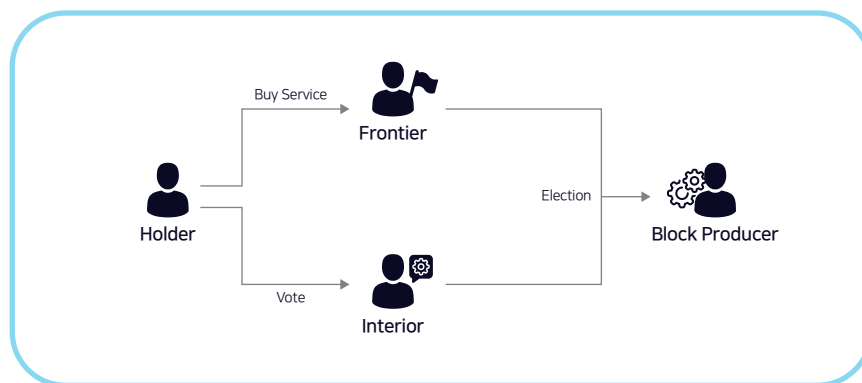 Buy Service
Frontier
Holder
Election
Block Producer
Vote
Interior